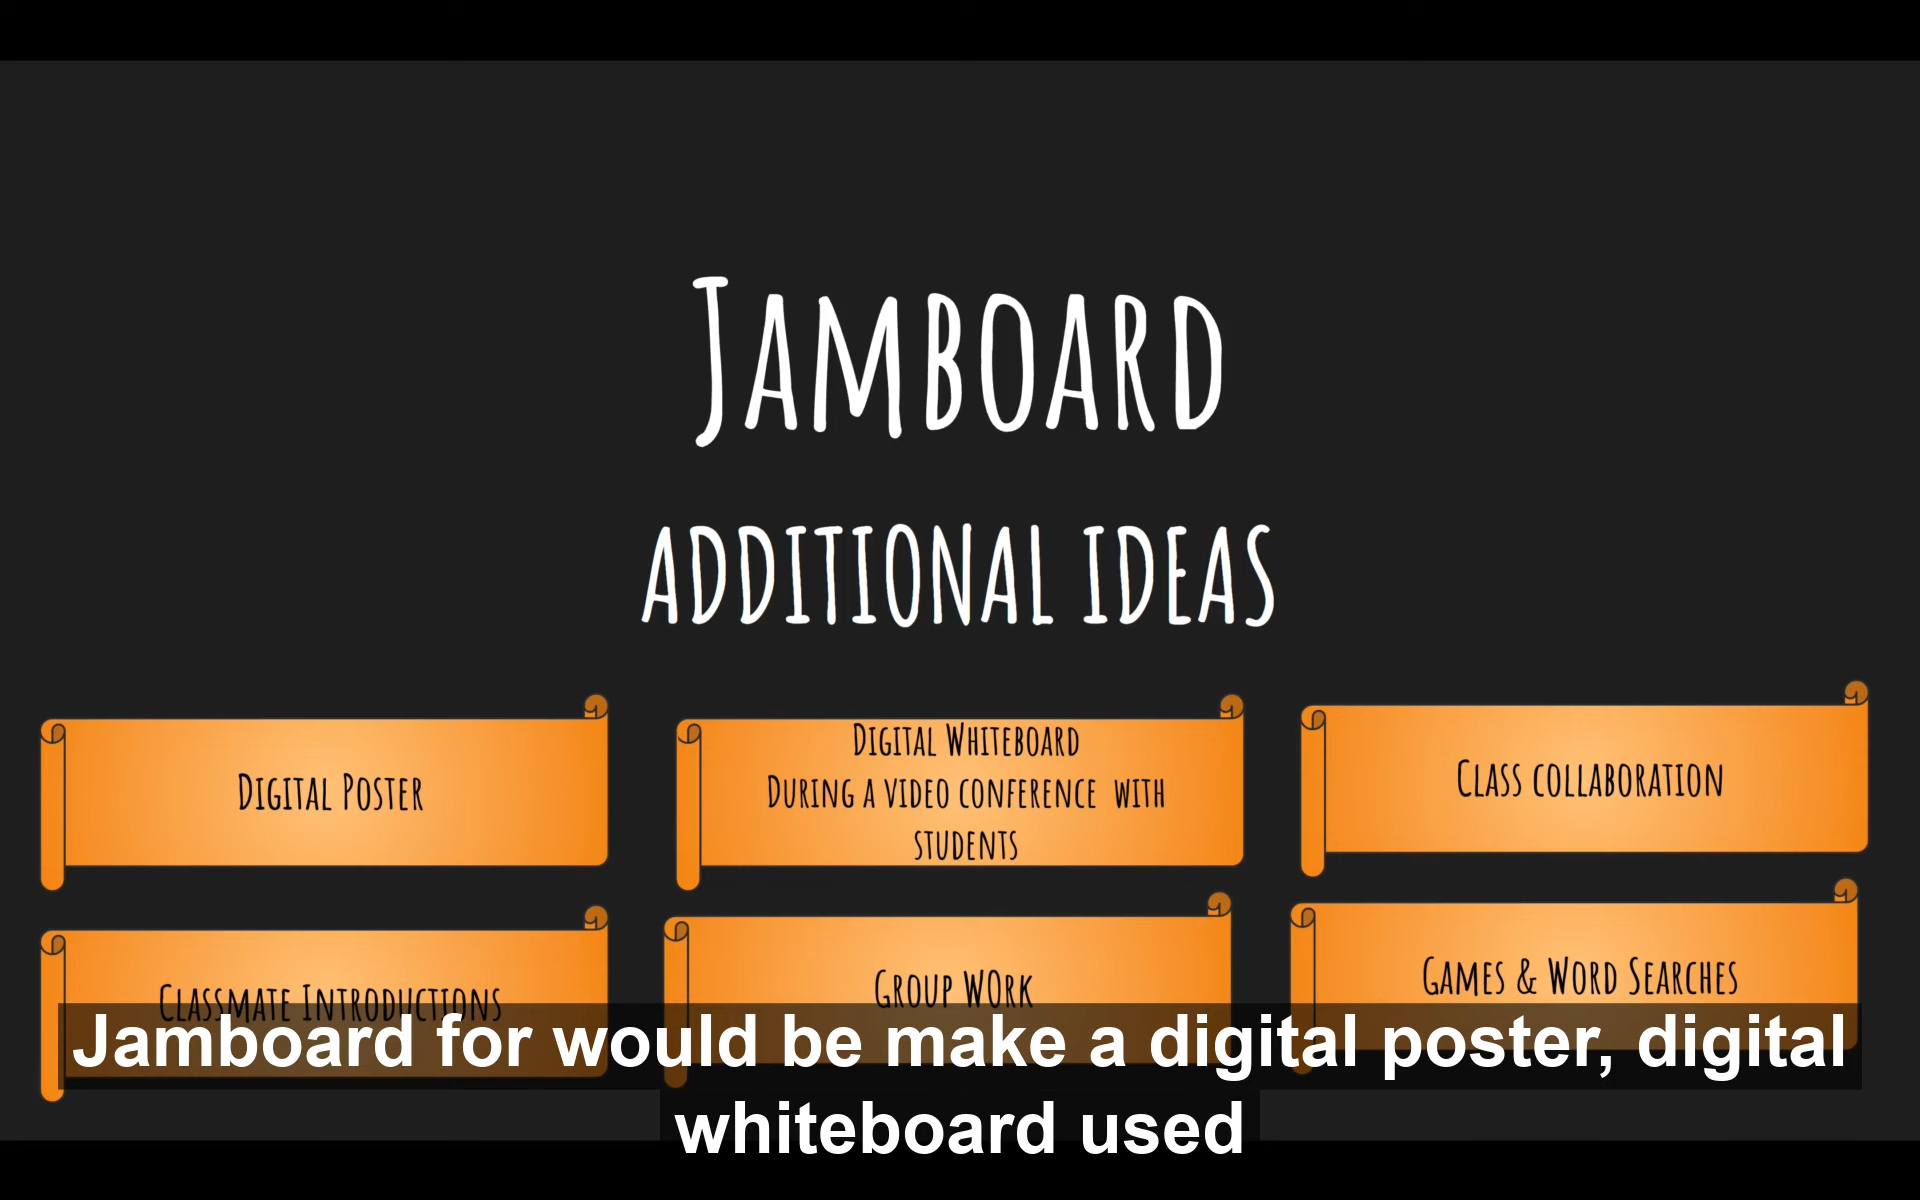 Jamboard
additional ideas
Digital Poster
Digital Whiteboard
During a video conference with
students
Class collaboration
Classmate Introductions
Group WOrk
Games & Word Searches
Jamboard for would be make a digital poster, digital
whiteboard used